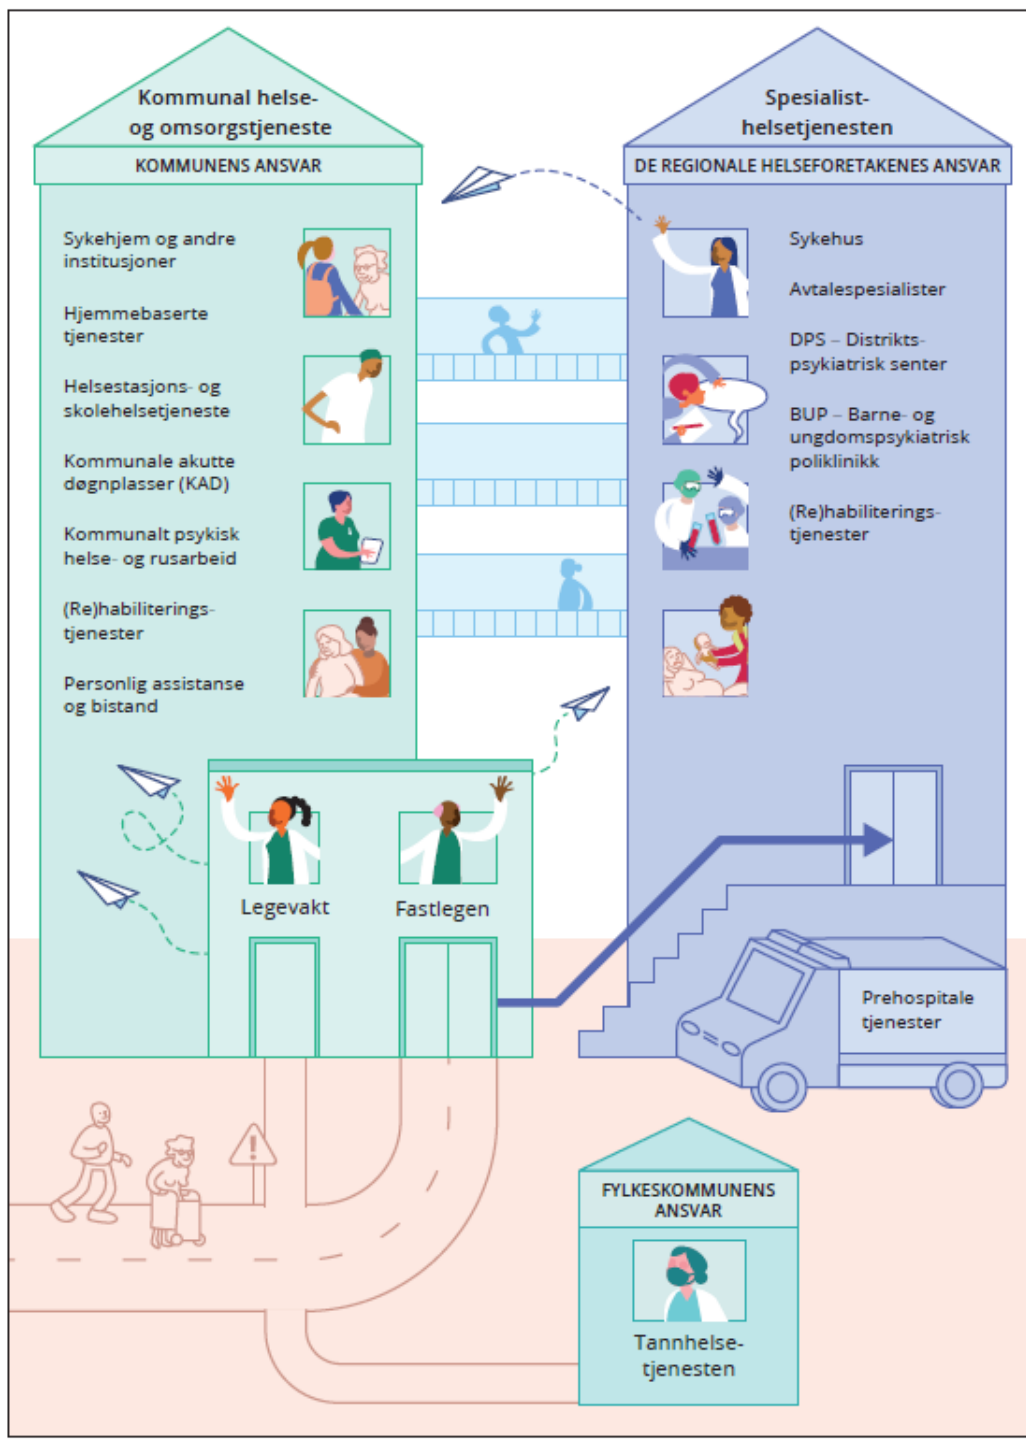 Kommunal helse-
og omsorgstjeneste
KOMMUNENS ANSVAR
Sykehjem og andre
institusjoner
Hjemmebaserte
tjenester
Helsestasjons- og
skolehelsetjeneste
Kommunale akutte
døgnplasser (KAD)
Kommunalt psykisk
helse- og rusarbeid
(Re)habiliterings-
tjenester
Personlig assistanse
og bistand
Legevakt
Fastlegen
Spesialist-
helsetjenesten
DE REGIONALE HELSEFORETAKENES ANSVAR
Sykehus
Avtalespesialister
DPS – Distrikts-
psykiatrisk senter
BUP – Barne- og
ungdomspsykiatrisk
poliklinikk
(Re)habiliterings-
tjenester
Prehospitale
tjenester
FYLKESKOMMUNENS
ANSVAR
Tannhelse-
tjenesten